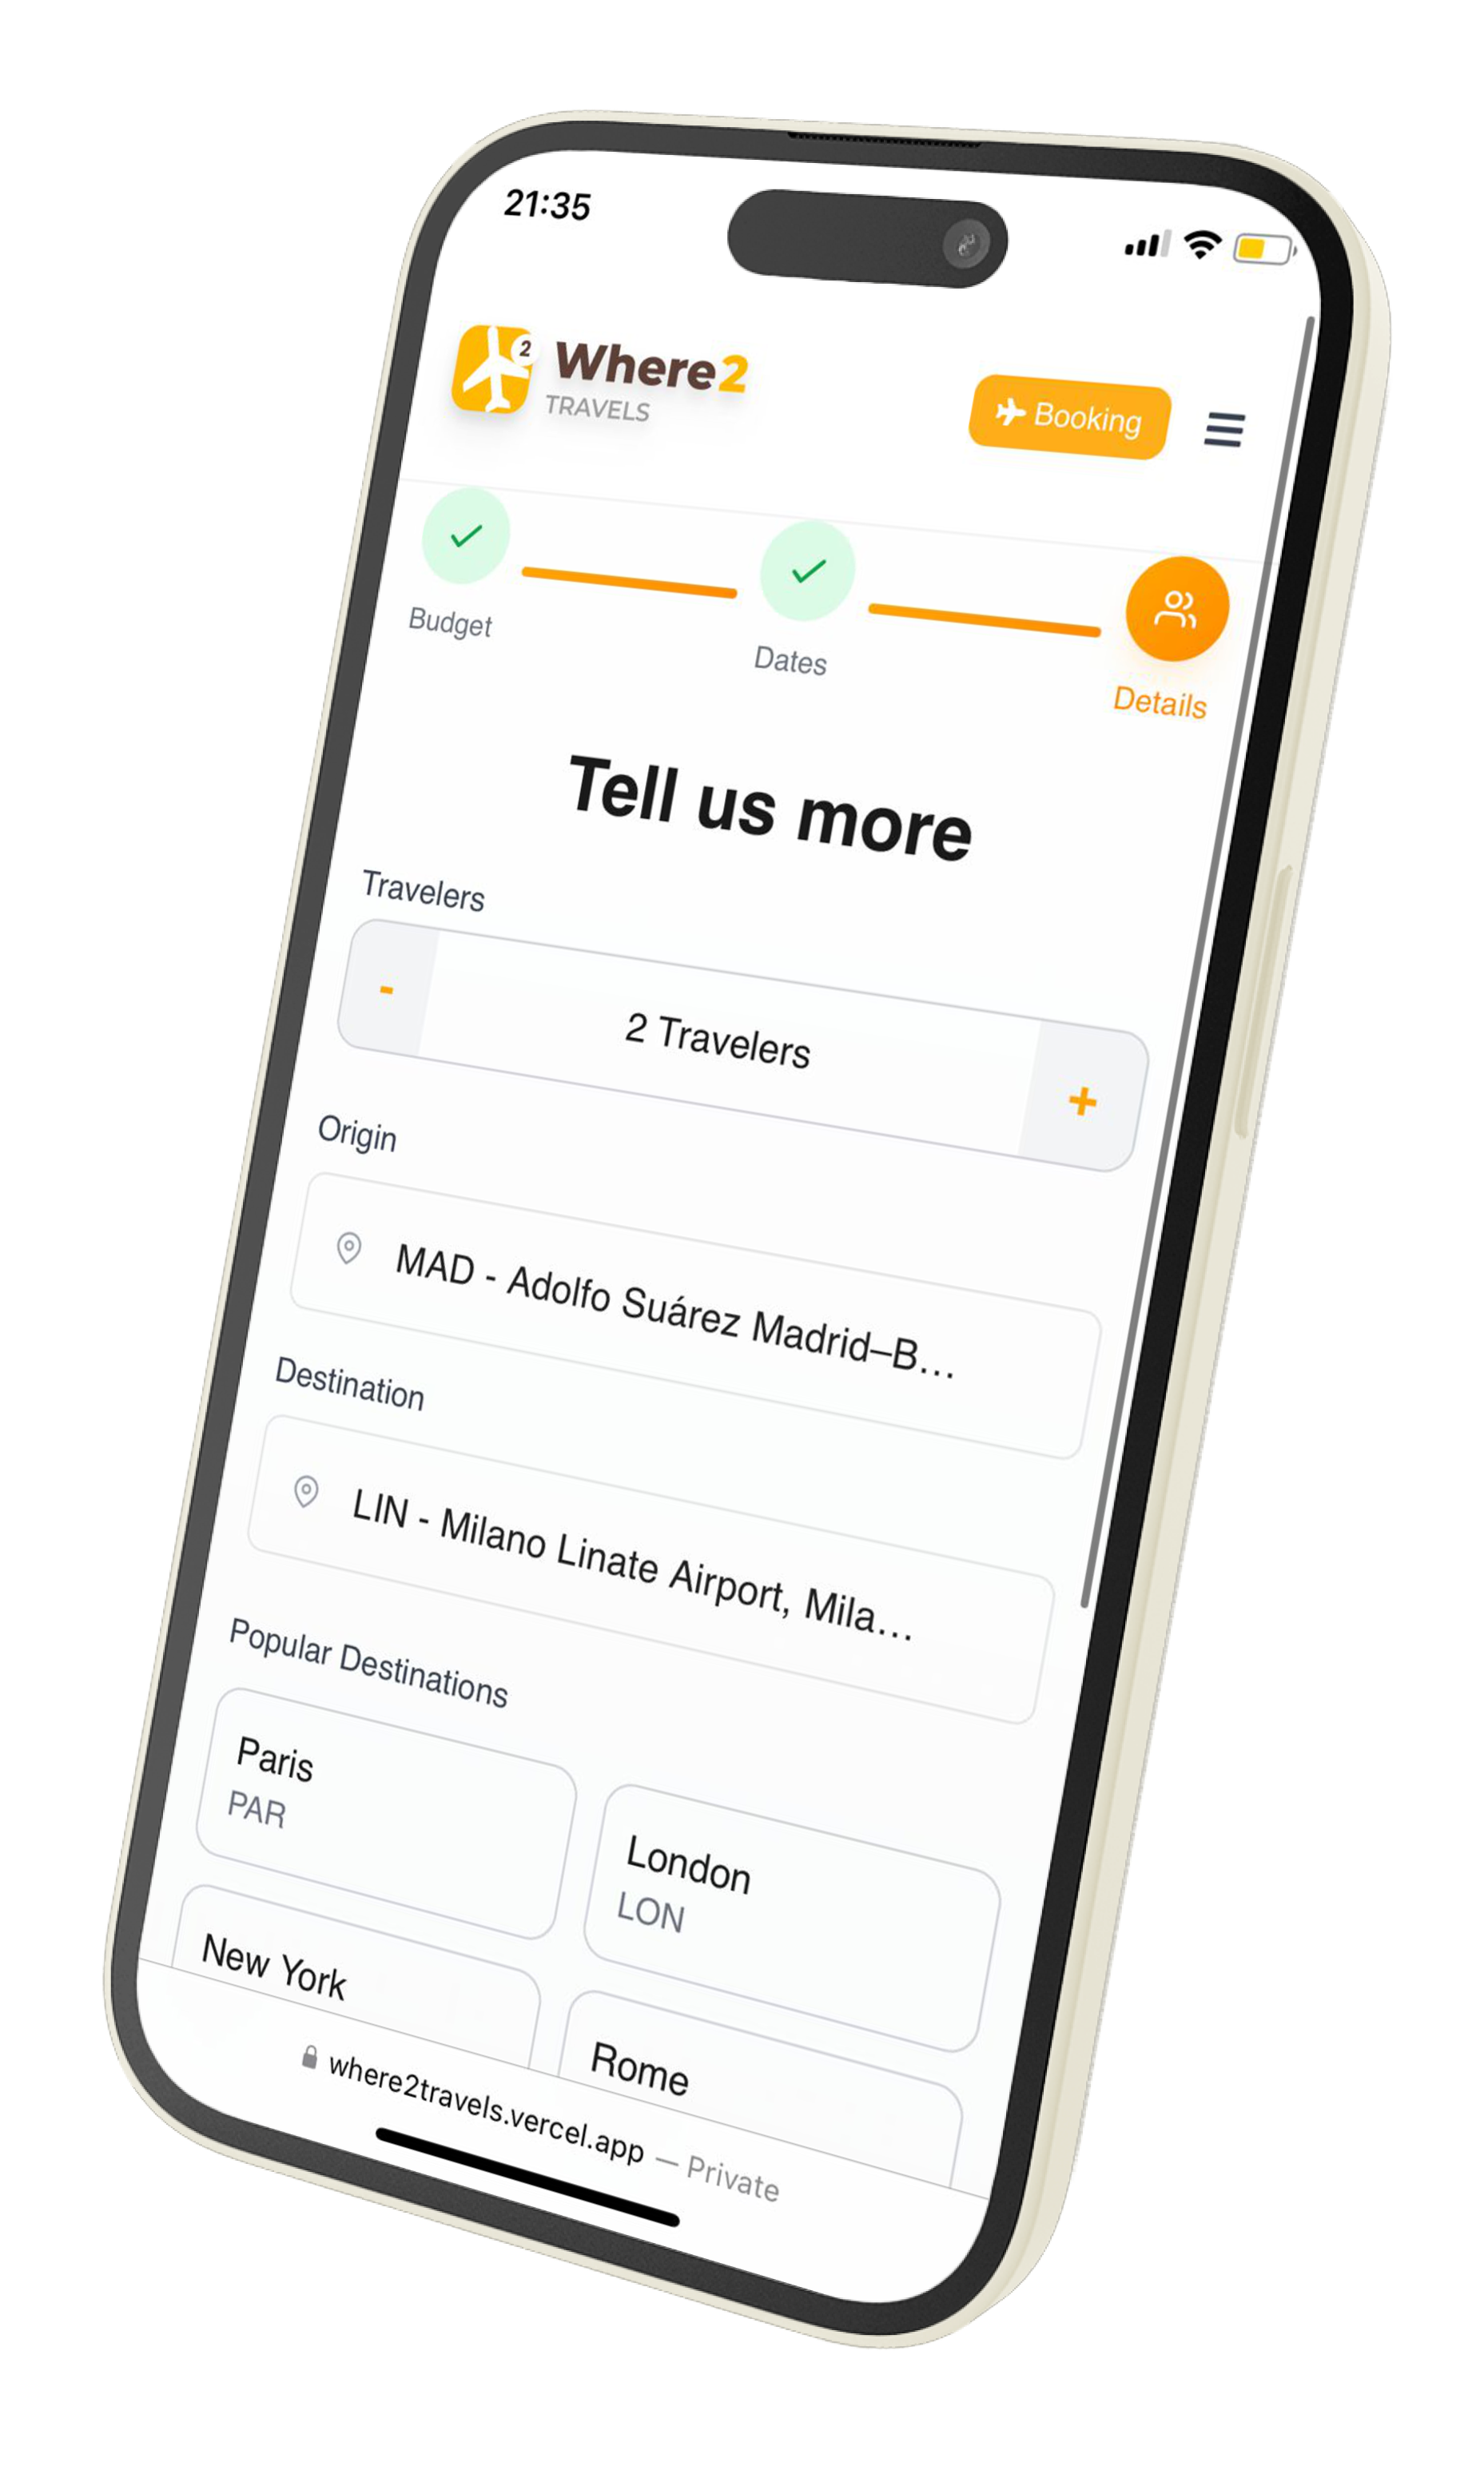 21:35
2
Where2
TRAVELS
Booking
Budget
Dates
Details
Tell us more
Travelers
- 2 Travelers +
Origin
MAD - Adolfo Suárez Madrid–B...
Destination
LIN - Milano Linate Airport, Mila...
Popular Destinations
Paris
PAR
London
LON
New York
Rome
where2travels.vercel.app — Private